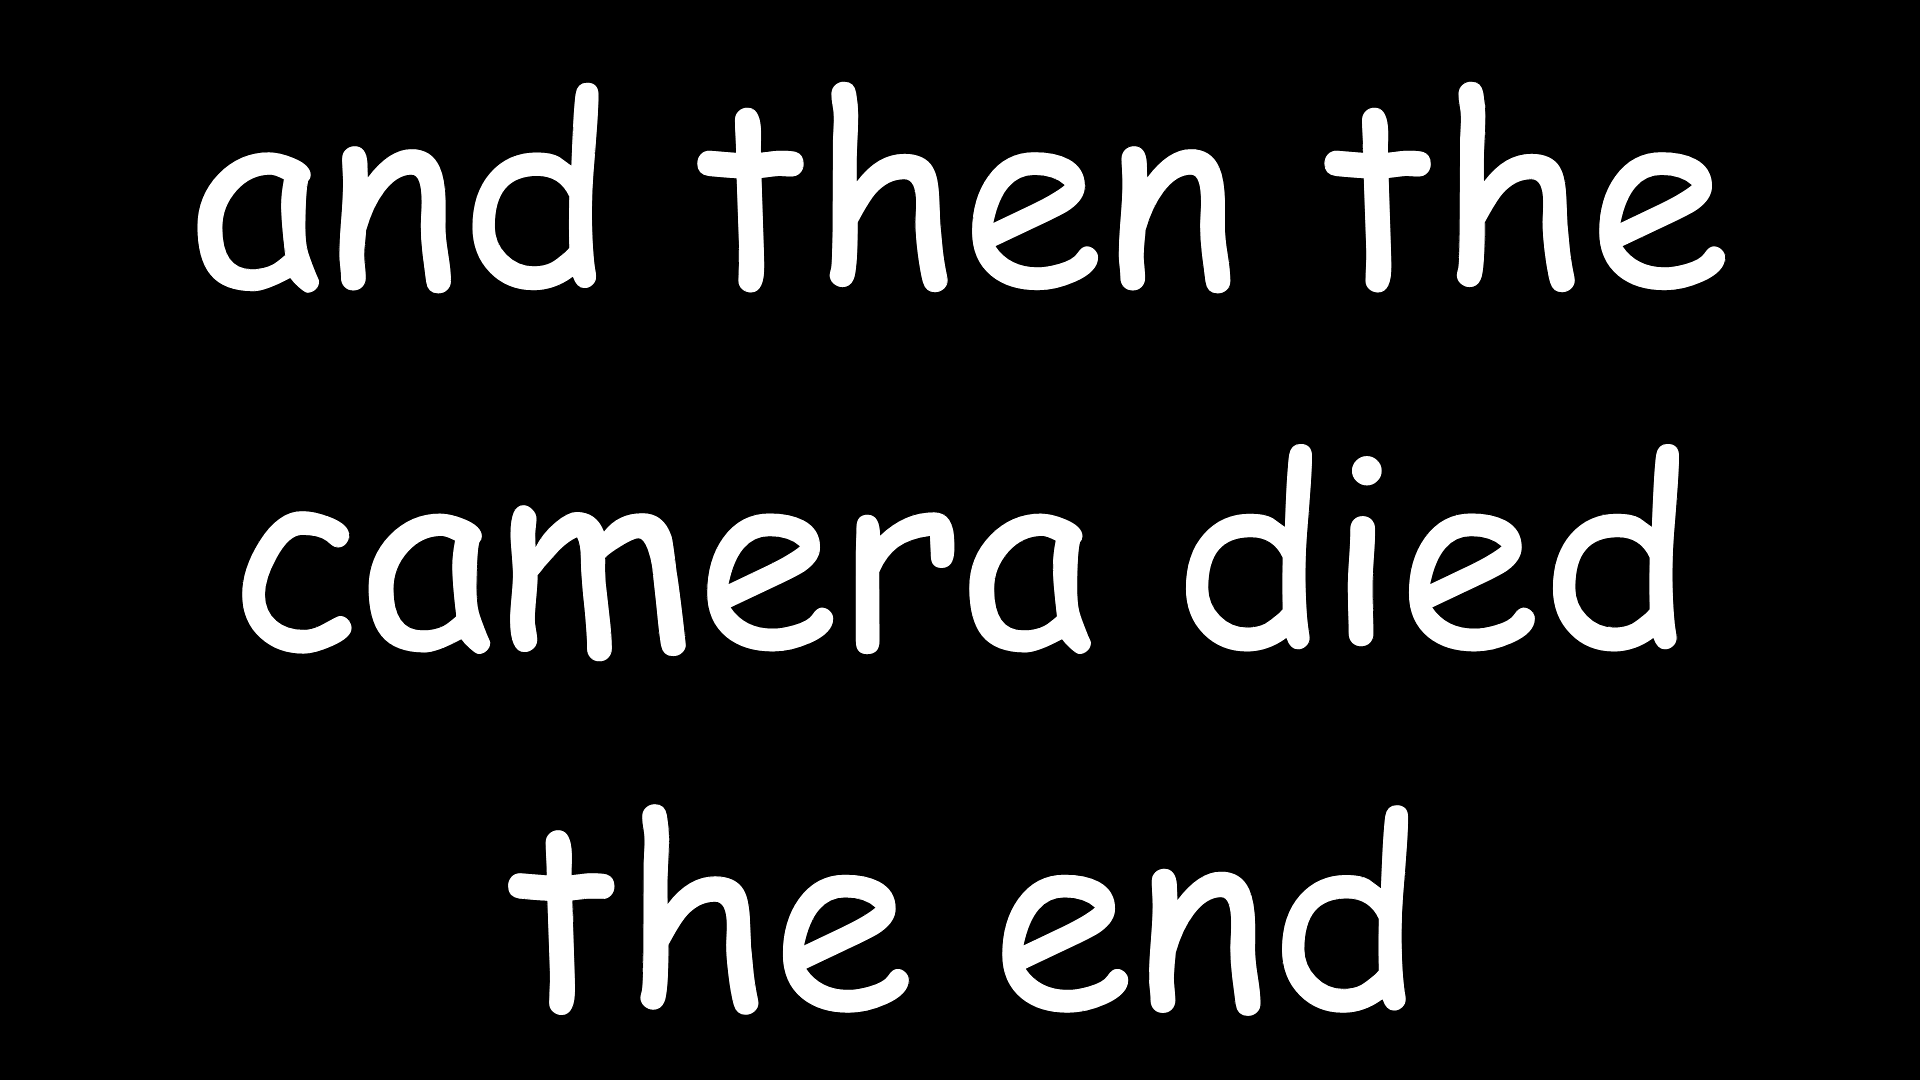 and then the
camera died
the end